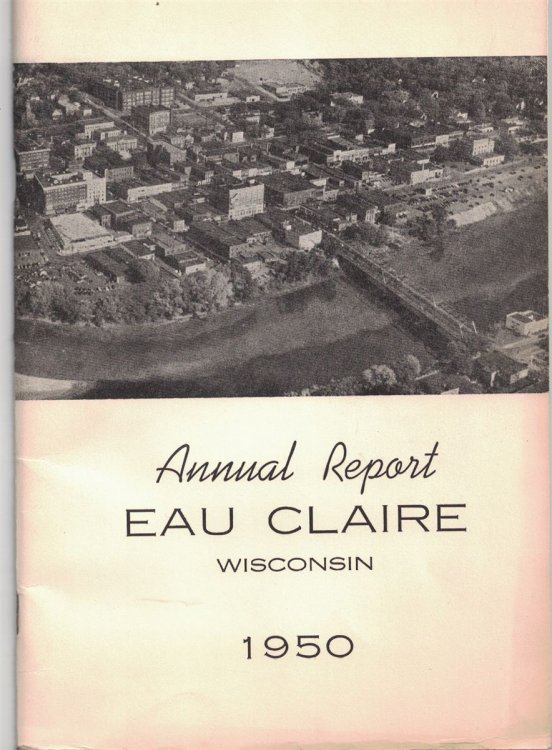 Annual Report
EAU CLAIRE
WISCONSIN
1950